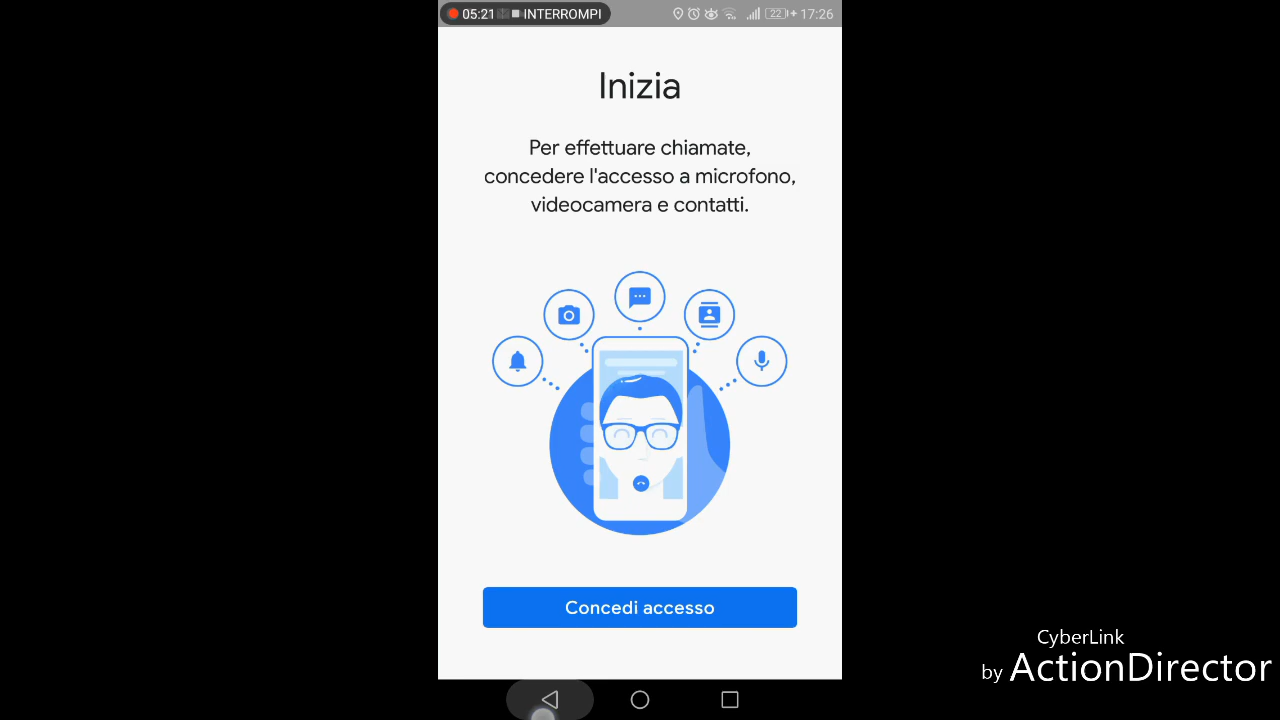 05:21 INTERROMPI
22 17:26
Inizia
Per effettuare chiamate,
concedere l'accesso a microfono,
videocamera e contatti.
Concedi accesso
CyberLink
by ActionDirector